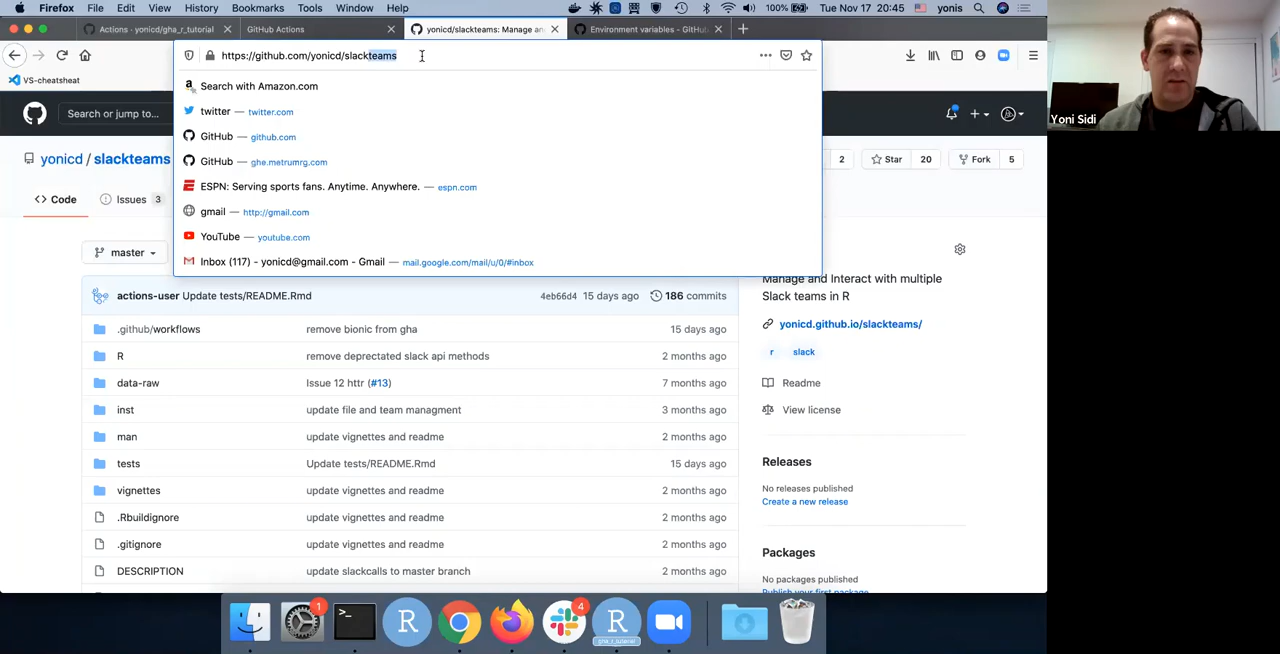 Firefox File Edit View History Bookmarks Tools Window Help 100% Tue Nov 17 20:45 yonis
Actions · yonicd/gha_r_tutorial GitHub Actions yonicd/slackteams: Manage an Environment variables - GitHu
https://github.com/yonicd/slackteams
VS-cheatsheet
Search with Amazon.com
Search or jump to...
twitter — twitter.com
GitHub — github.com
yonicd / slackteams
GitHub — ghe.metrumrg.com
2 Star 20 Fork 5
ESPN: Serving sports fans. Anytime. Anywhere. — espn.com
Code Issues 3
gmail — http://gmail.com
YouTube — youtube.com
master
Inbox (117) - yonicd@gmail.com - Gmail — mail.google.com/mail/u/0/#inbox
Manage and Interact with multiple
Slack teams in R
actions-user Update tests/README.Rmd 4eb66d4 15 days ago 186 commits
yonicd.github.io/slackteams/
.github/workflows remove bionic from gha 15 days ago
r slack
R remove deprectated slack api methods 2 months ago
Readme
data-raw Issue 12 httr (#13) 7 months ago
View license
inst update file and team managment 3 months ago
man update vignettes and readme 2 months ago
Releases
tests Update tests/README.Rmd 15 days ago
No releases published
Create a new release
vignettes update vignettes and readme 2 months ago
.Rbuildignore update vignettes and readme 2 months ago
.gitignore update vignettes and readme 2 months ago
Packages
DESCRIPTION update slackcalls to master branch 2 months ago
No packages published
Publish your first package
1
4
R
R
gha_r_tutorial
Yoni Sidi